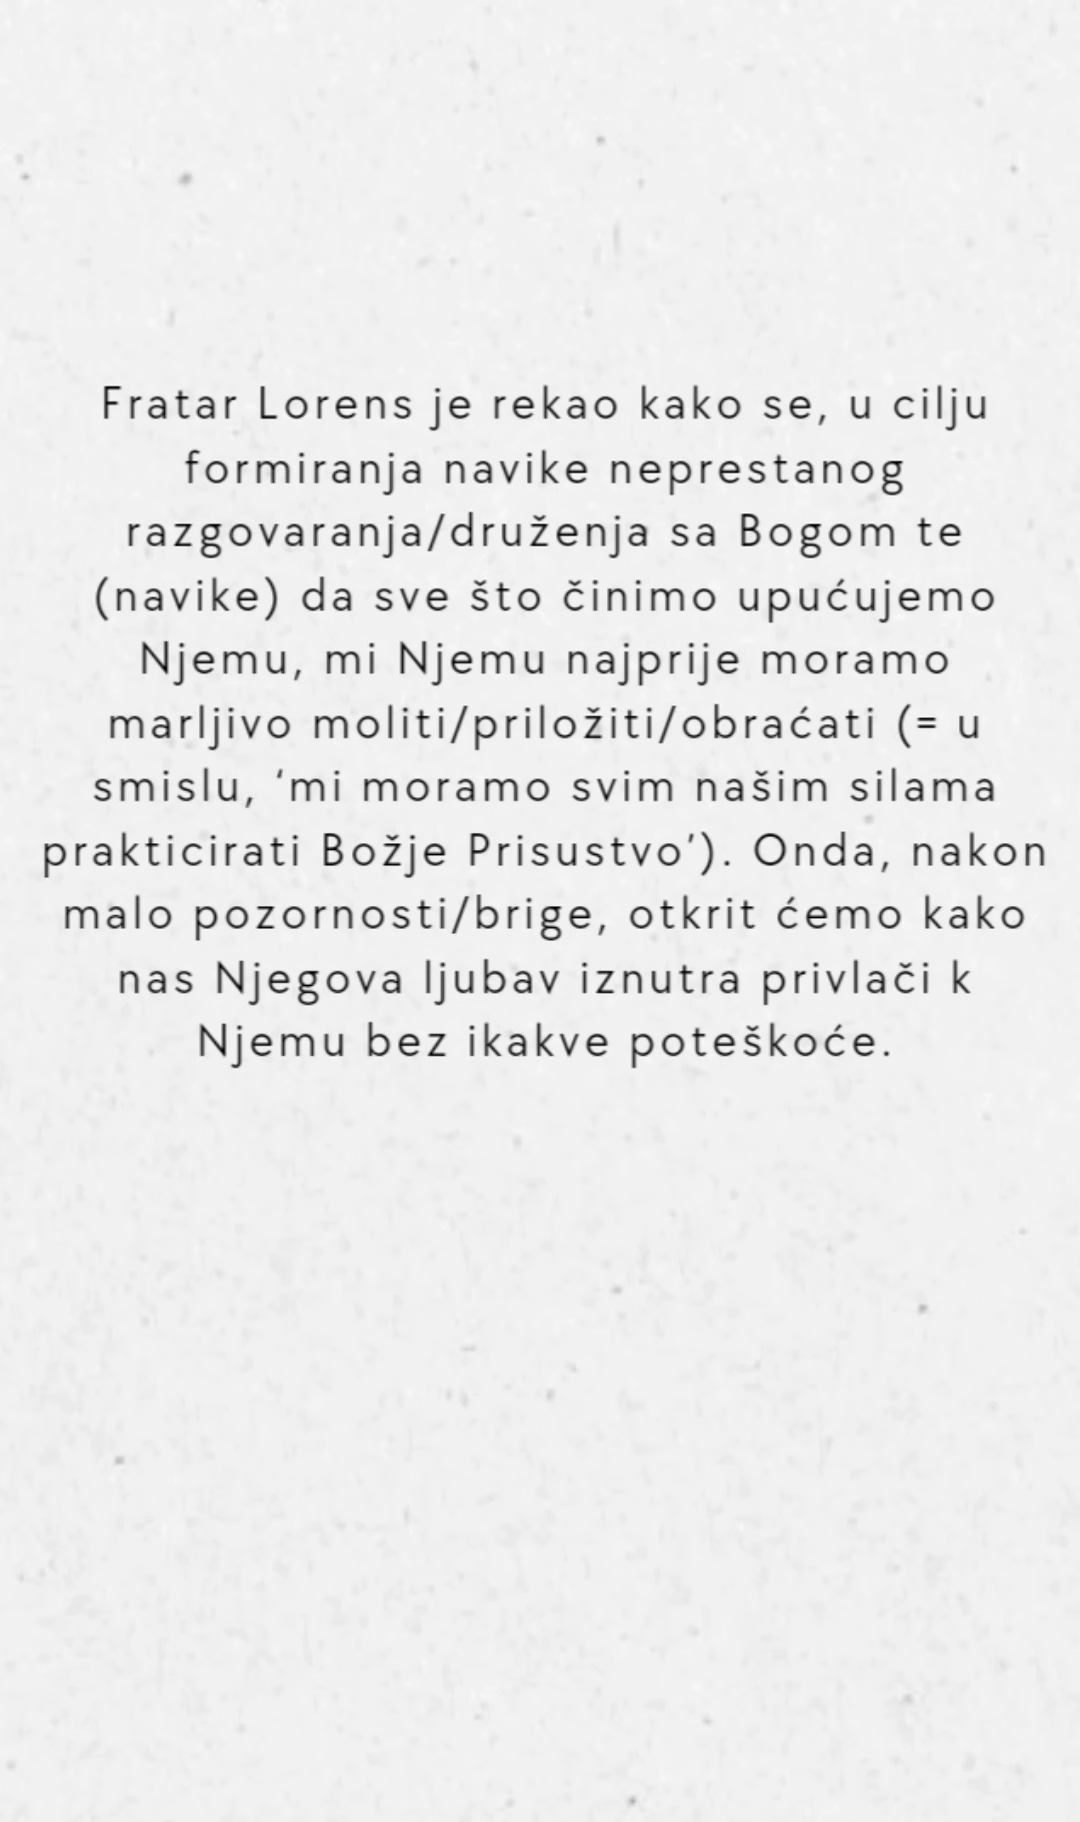 Fratar Lorens je rekao kako se, u cilju
formiranja navike neprestanog
razgovaranja/druženja sa Bogom te
(navike) da sve što činimo upućujemo
Njemu, mi Njemu najprije moramo
marljivo moliti/priložiti/obraćati (= u
smislu, ‘mi moramo svim našim silama
prakticirati Božje Prisustvo’). Onda, nakon
malo pozornosti/brige, otkrit ćemo kako
nas Njegova ljubav iznutra privlači k
Njemu bez ikakve poteškoće.